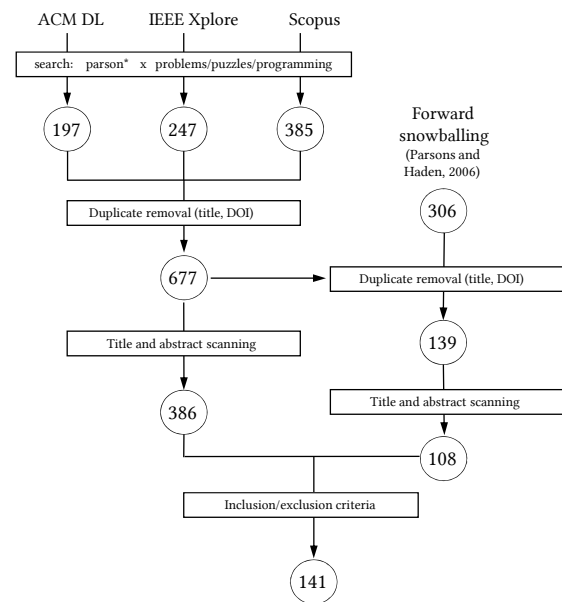 ACM DL
IEEE Xplore
Scopus
search: parson* x problems/puzzles/programming
197
247
385
Forward
snowballing
(Parsons and
Haden, 2006)
306
Duplicate removal (title, DOI)
677
Duplicate removal (title, DOI)
139
Title and abstract scanning
386
Title and abstract scanning
108
Inclusion/exclusion criteria
141